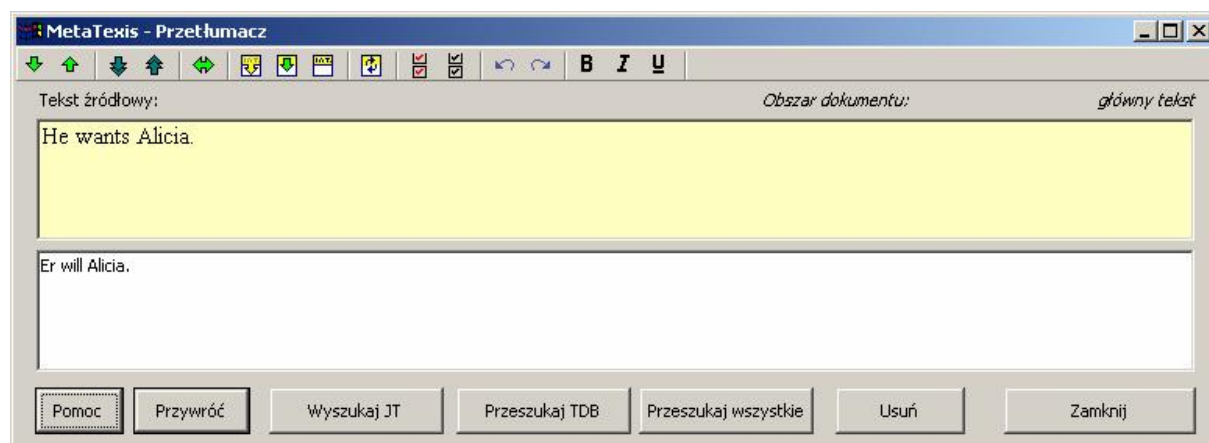 MetaTexis - Przetłumacz
B I U
Tekst źródłowy: Obszar dokumentu: główny tekst
He wants Alicia.
Er will Alicia.
Pomoc Przywróć Wyszukaj JT Przeszukaj TDB Przeszukaj wszystkie Usuń Zamknij